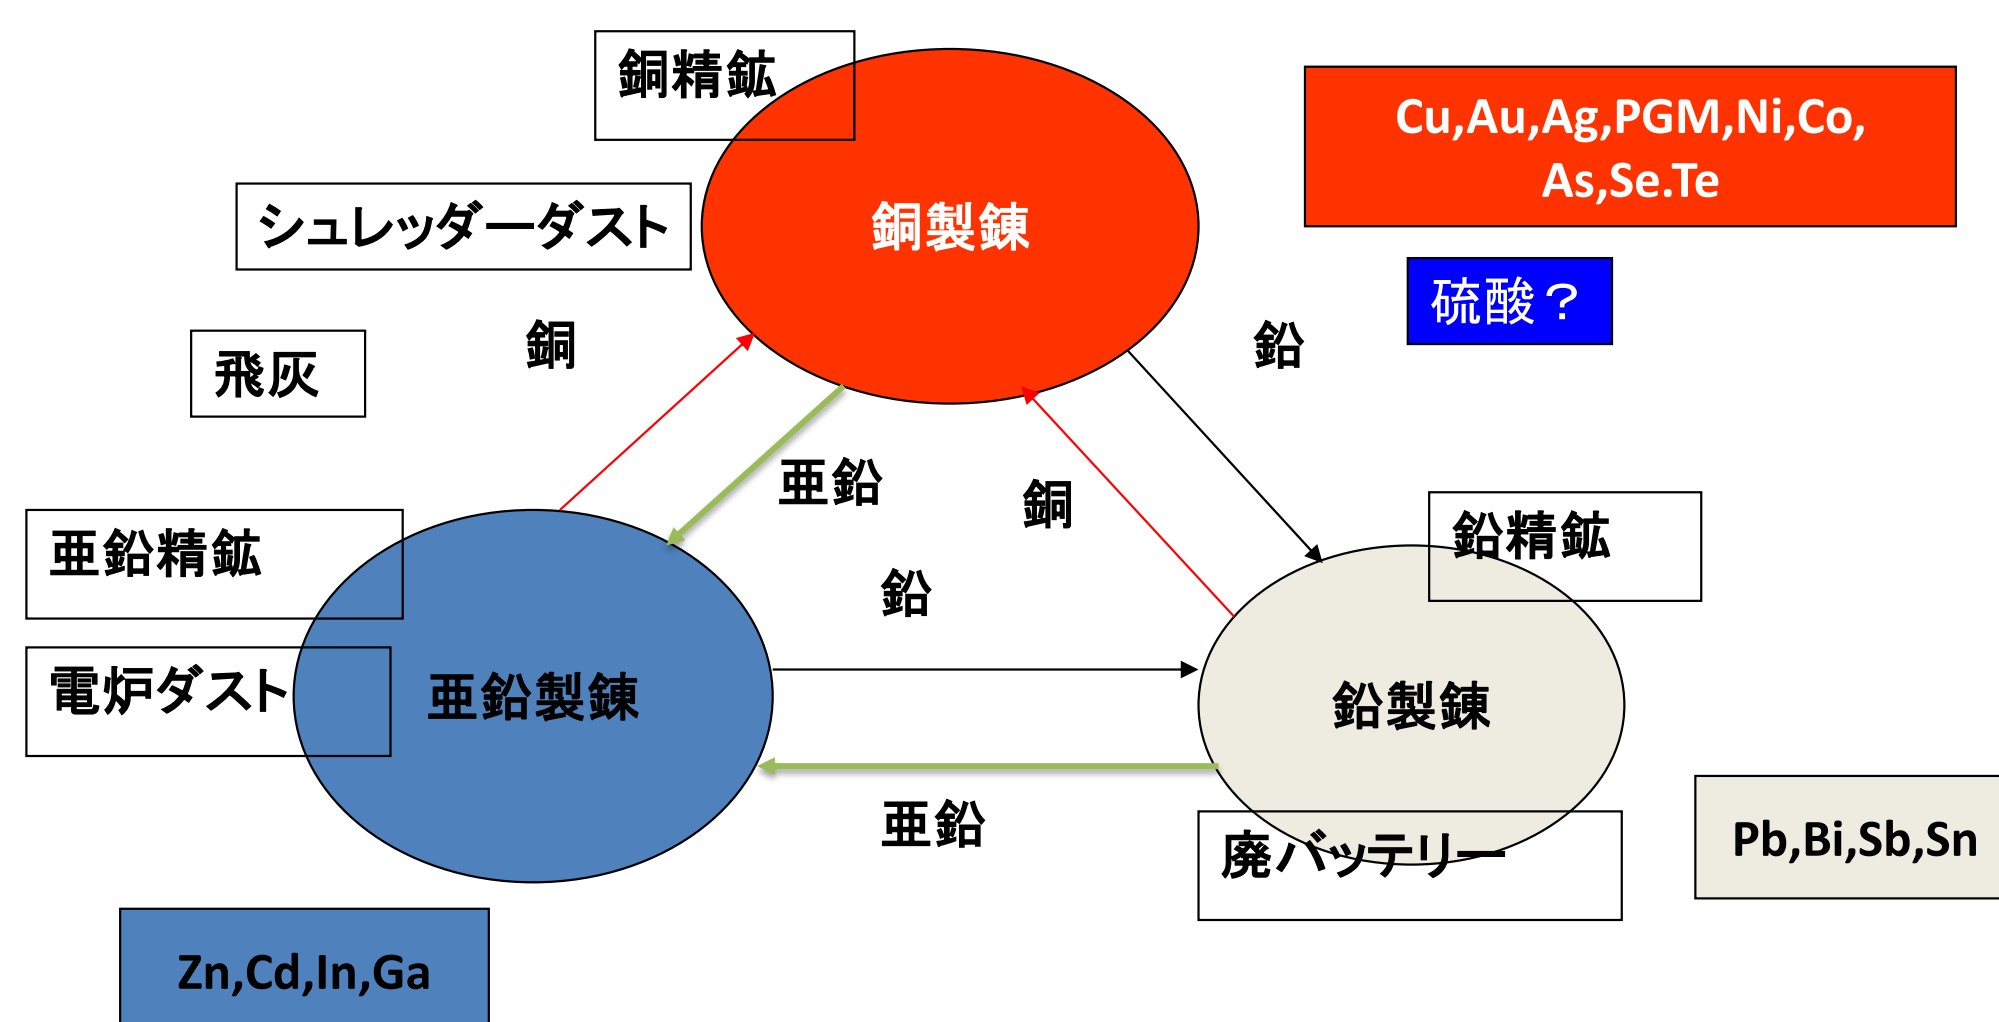 銅精鉱
Cu,Au,Ag,PGM,Ni,Co,
As,Se.Te
シュレッダーダスト
銅製錬
硫酸？
銅
鉛
飛灰
亜鉛
銅
亜鉛精鉱
鉛精鉱
鉛
電炉ダスト
亜鉛製錬
鉛製錬
亜鉛
廃バッテリー
Pb,Bi,Sb,Sn
Zn,Cd,In,Ga